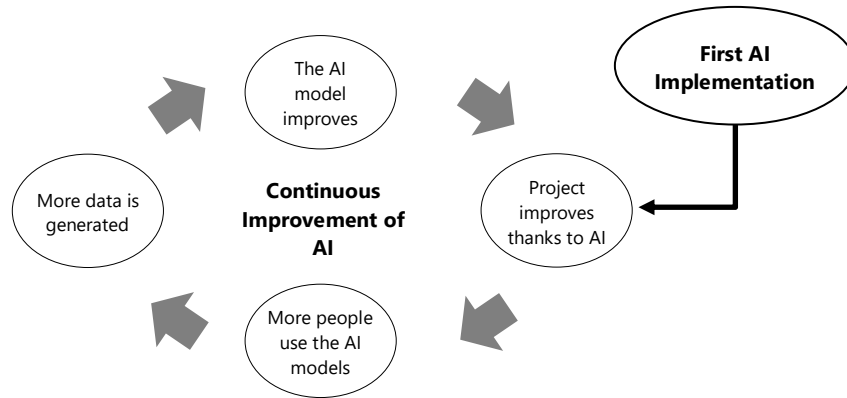 First AI
Implementation
The AI
model
improves
Project
improves
thanks to AI
More people
use the AI
models
More data is
generated
Continuous
Improvement of
AI